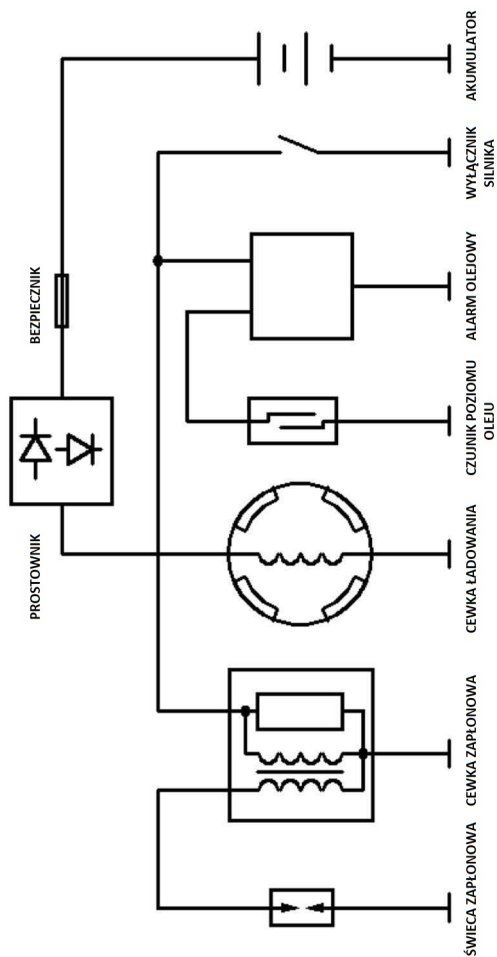 BEZPIECZNIK
PROSTOWNIK
AKUMULATOR
WYŁĄCZNIK
SILNIKA
ALARM OLEJOWY
CZUJNIK POZIOMU
OLEJU
CEWKA ŁADOWANIA
CEWKA ZAPŁONOWA
ŚWIECA ZAPŁONOWA